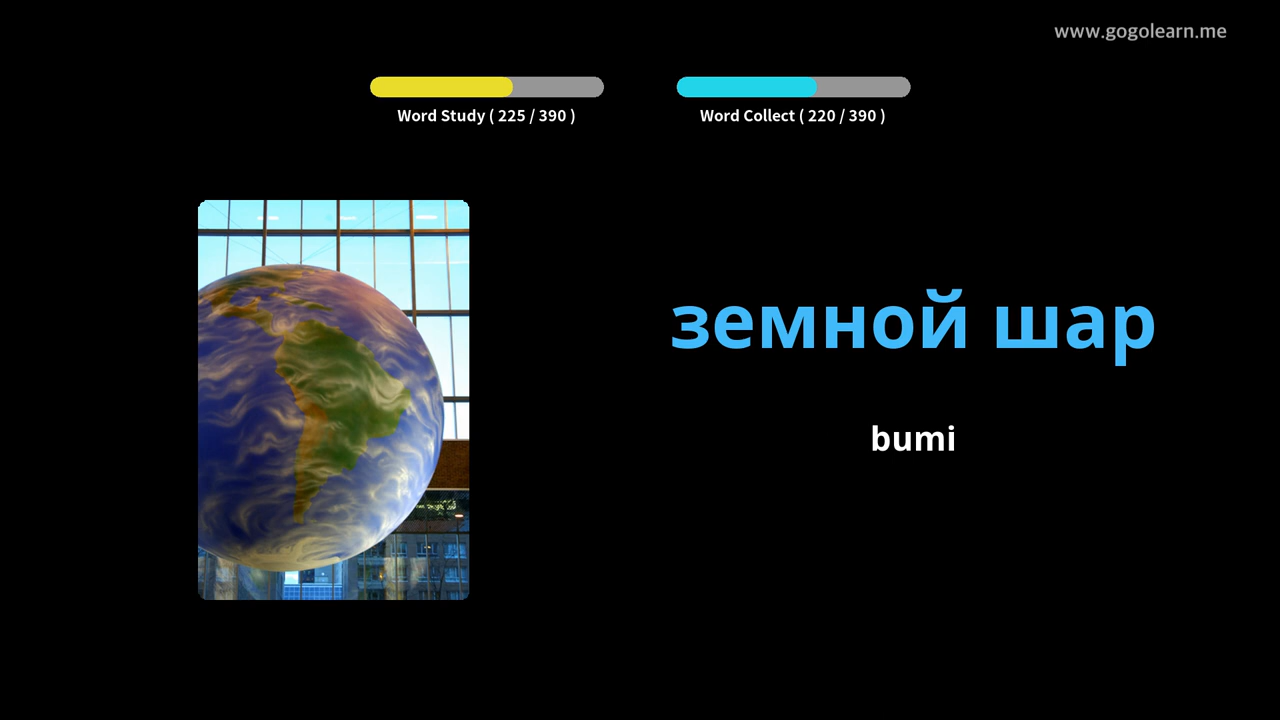 www.gogolearn.me
Word Study ( 225 / 390 )
Word Collect ( 220 / 390 )
земной шар
bumi